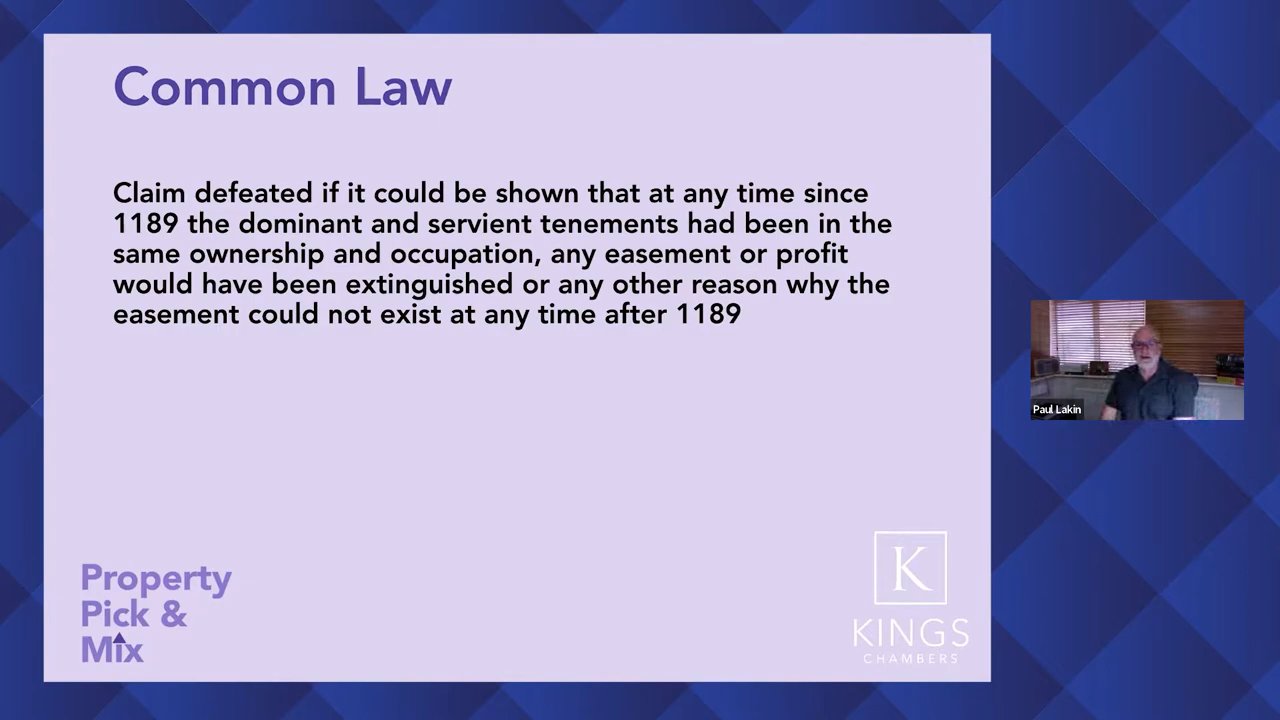 Common Law
Claim defeated if it could be shown that at any time since
1189 the dominant and servient tenements had been in the
same ownership and occupation, any easement or profit
would have been extinguished or any other reason why the
easement could not exist at any time after 1189
Paul Lakin
Property
Pick &
Mix
K
KINGS
CHAMBERS